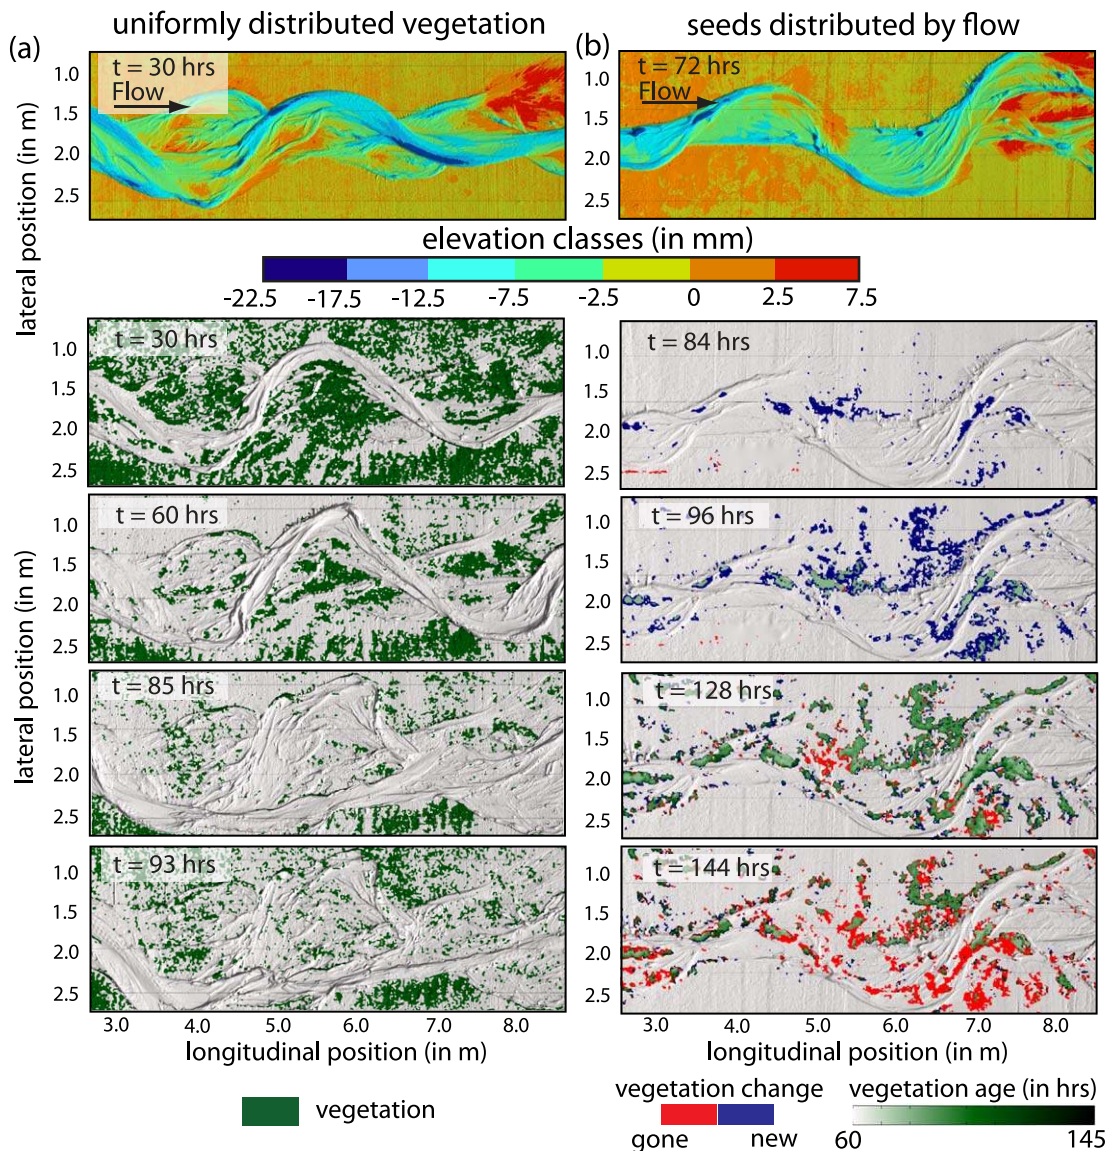 uniformly distributed vegetation
seeds distributed by flow
(a)
(b)
t = 30 hrs
Flow
t = 72 hrs
Flow
lateral position (in m)
1.0
1.5
2.0
2.5
1.0
1.5
2.0
2.5
elevation classes (in mm)
-22.5 -17.5 -12.5 -7.5 -2.5 0 2.5 7.5
t = 30 hrs
1.0
1.5
2.0
2.5
t = 84 hrs
1.0
1.5
2.0
2.5
lateral position (in m)
t = 60 hrs
1.0
1.5
2.0
2.5
t = 96 hrs
1.0
1.5
2.0
2.5
t = 85 hrs
1.0
1.5
2.0
2.5
t = 128 hrs
1.0
1.5
2.0
2.5
t = 93 hrs
1.0
1.5
2.0
2.5
t = 144 hrs
1.0
1.5
2.0
2.5
3.0 4.0 5.0 6.0 7.0 8.0
longitudinal position (in m)
3.0 4.0 5.0 6.0 7.0 8.0
longitudinal position (in m)
vegetation
vegetation change
gone new
vegetation age (in hrs)
60 145